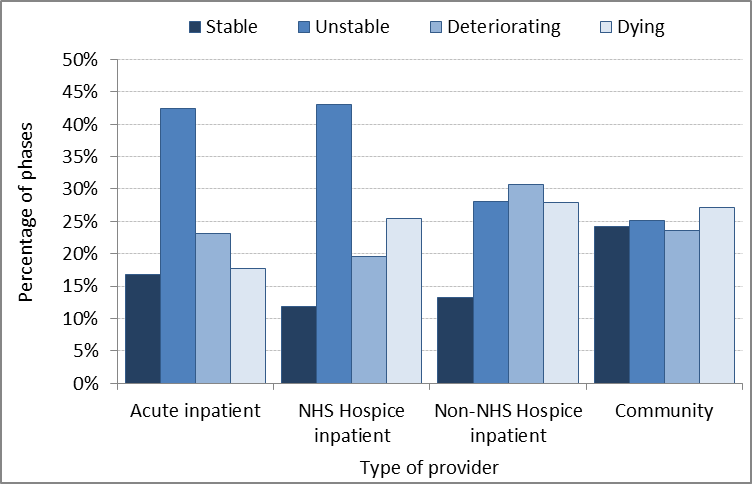 Stable Unstable Deteriorating Dying
50%
45%
40%
35%
30%
25%
20%
15%
10%
5%
0%
Percentage of phases
Acute inpatient
NHS Hospice
inpatient
Non-NHS Hospice
inpatient
Community
Type of provider